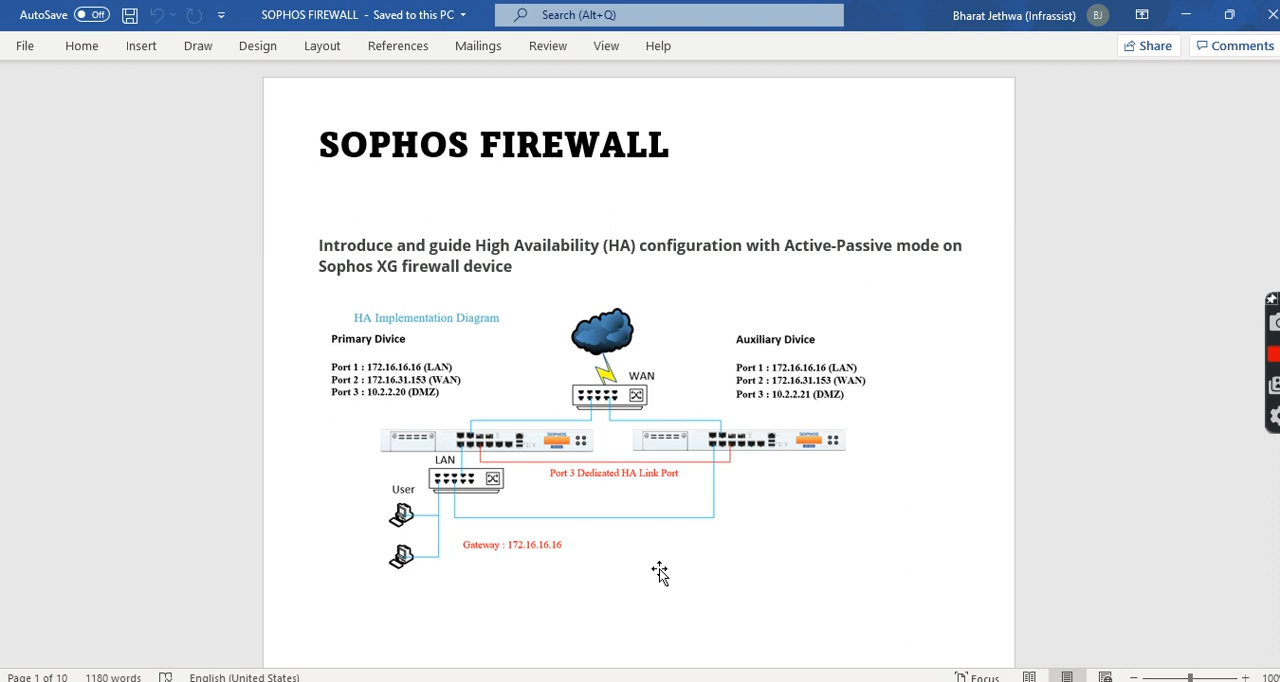 AutoSave Off SOPHOS FIREWALL - Saved to this PC Search (Alt+Q) Bharat Jethwa (Infrassist) BJ
File Home Insert Draw Design Layout References Mailings Review View Help Share Comments
SOPHOS FIREWALL
Introduce and guide High Availability (HA) configuration with Active-Passive mode on
Sophos XG firewall device
HA Implementation Diagram
Primary Divice
Port 1 : 172.16.16.16 (LAN)
Port 2 : 172.16.31.153 (WAN)
Port 3 : 10.2.2.20 (DMZ)
WAN
Auxiliary Divice
Port 1 : 172.16.16.16 (LAN)
Port 2 : 172.16.31.153 (WAN)
Port 3 : 10.2.2.21 (DMZ)
SOPHOS
SOPHOS
LAN
Port 3 Dedicated HA Link Port
User
Gateway : 172.16.16.16
Page 1 of 10 1180 words English (United States) Focus 100